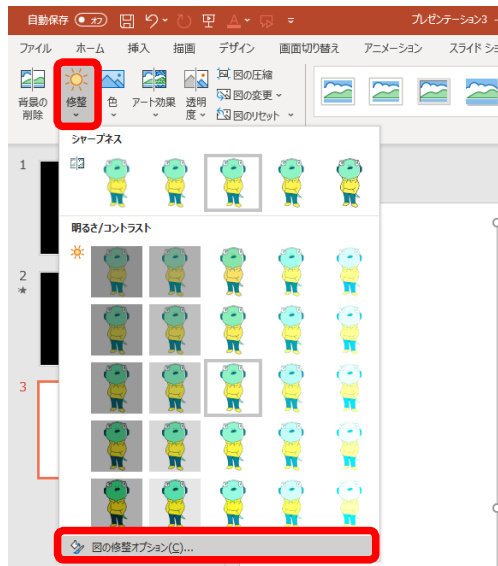 自動保存 オフ プレゼンテーション3 -
ファイル ホーム 挿入 描画 デザイン 画面切り替え アニメーション スライド ショ
背景の
削除
修整
色
アート効果
透明
度
図の圧縮
図の変更
図のリセット
シャープネス
1
明るさ/コントラスト
2
3
図の修整オプション(C)...